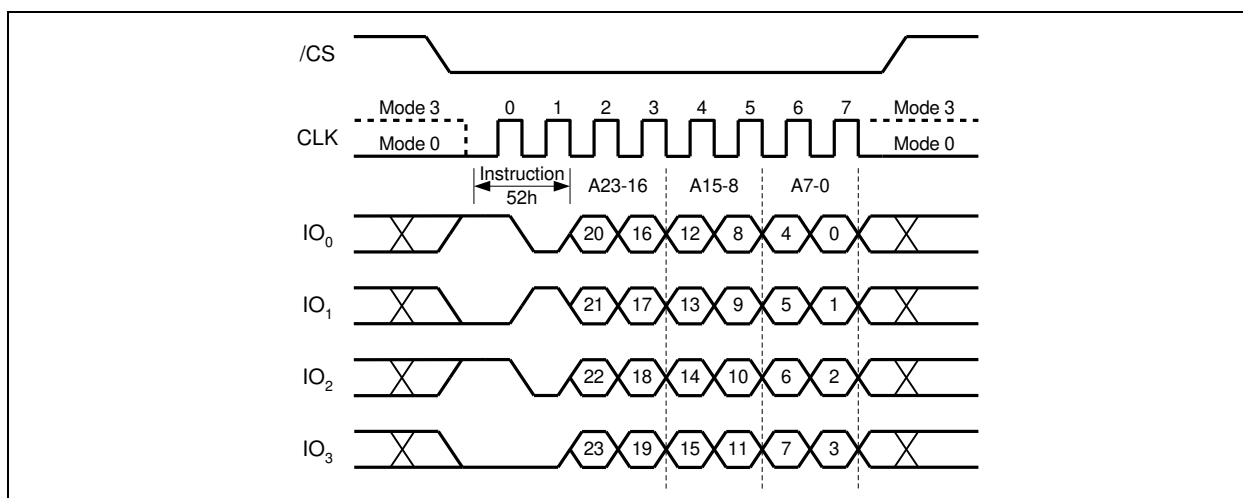 /CS
Mode 3 0 1 2 3 4 5 6 7 Mode 3
CLK
Mode 0 Mode 0
Instruction
52h
A23-16 A15-8 A7-0
IO0 20 16 12 8 4 0
IO1 21 17 13 9 5 1
IO2 22 18 14 10 6 2
IO3 23 19 15 11 7 3